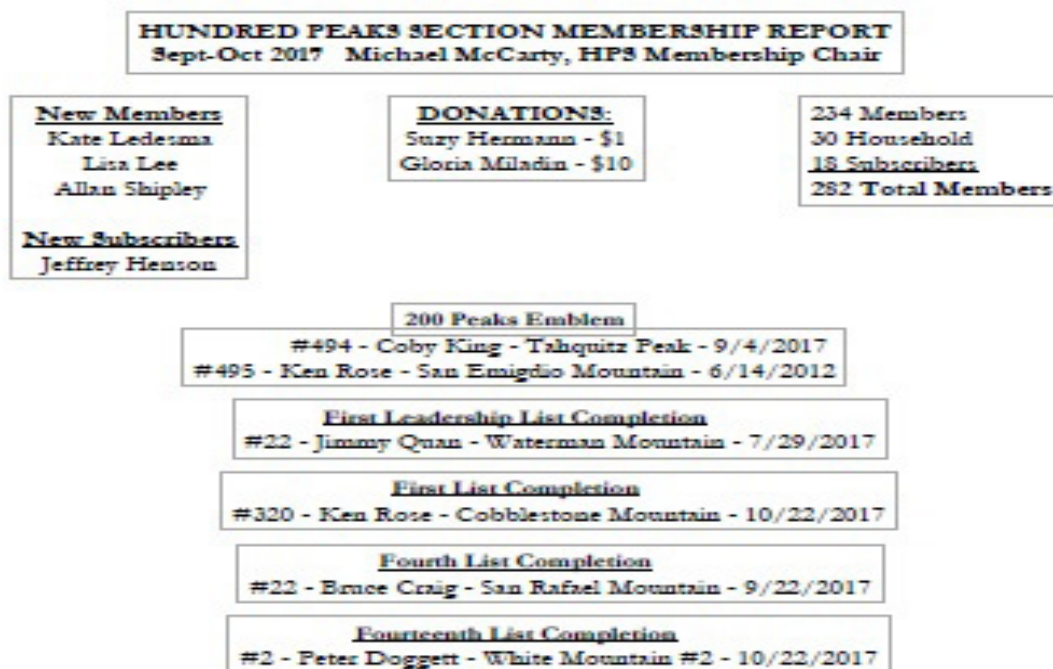 HUNDRED PEAKS SECTION MEMBERSHIP REPORT
Sept-Oct 2017 Michael McCarty, HPS Membership Chair
New Members
Kate Ledesma
Lisa Lee
Allan Shipley
New Subscribers
Jeffrey Henson
DONATIONS:
Suzy Hermann - $1
Gloria Miladin - $10
234 Members
30 Household
18 Subscribers
282 Total Members
200 Peaks Emblem
#494 - Coby King - Tahquitz Peak - 9/4/2017
#495 - Ken Rose - San Emigdio Mountain - 6/14/2012
First Leadership List Completion
#22 - Jimmy Quan - Waterman Mountain - 7/29/2017
First List Completion
#320 - Ken Rose - Cobblestone Mountain - 10/22/2017
Fourth List Completion
#22 - Bruce Craig - San Rafael Mountain - 9/22/2017
Fourteenth List Completion
#2 - Peter Doggett - White Mountain #2 - 10/22/2017